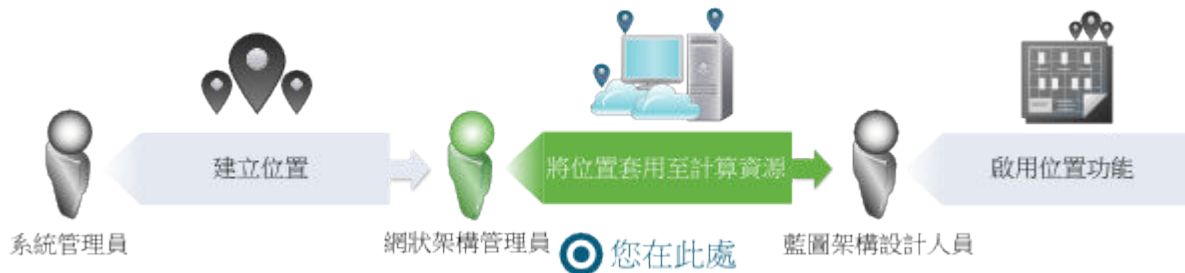 建立位置
將位置套用至計算資源
啟用位置功能
系統管理員
網狀架構管理員
您在此處
藍圖架構設計人員